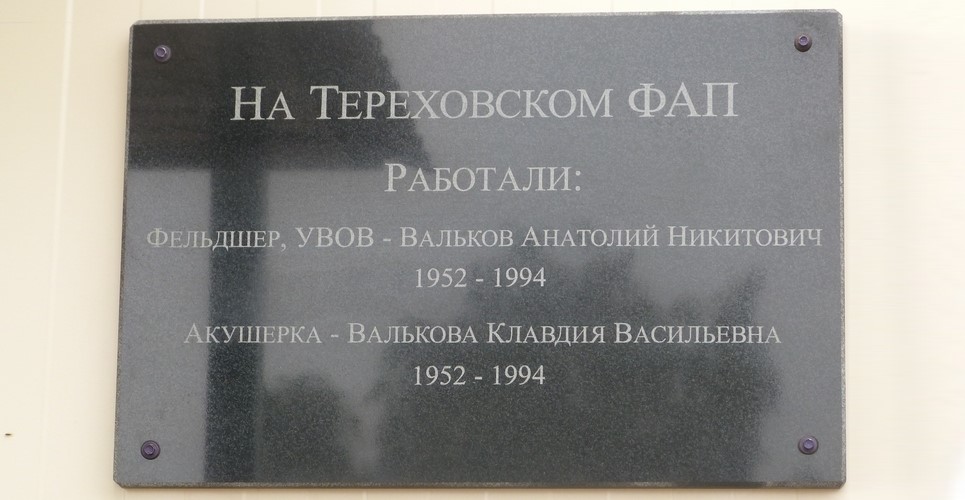 На Тереховском ФАП
Работали:
Фельдшер, УВОВ - Вальков Анатолий Никитович
1952 - 1994
Акушерка - Валькова Клавдия Васильевна
1952 - 1994